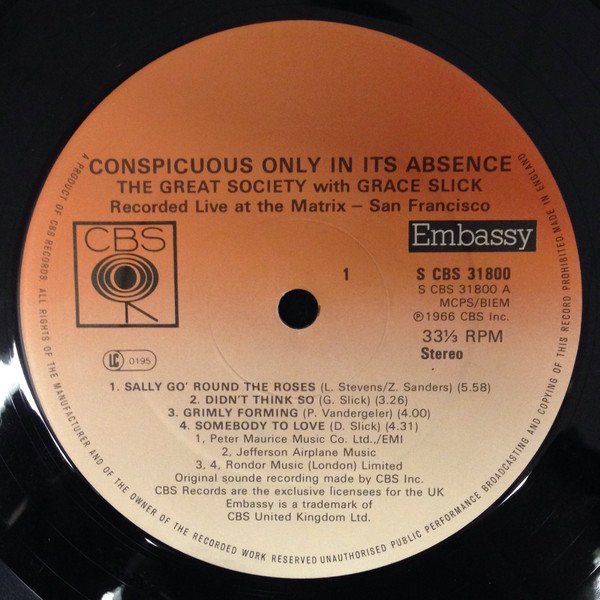 CONSPICUOUS ONLY IN ITS ABSENCE
THE GREAT SOCIETY with GRACE SLICK
Recorded Live at the Matrix – San Francisco
CBS
Embassy
1
S CBS 31800
S CBS 31800 A
MCPS/BIEM
℗1966 CBS Inc.
33⅓ RPM
Stereo
LC 0195
1. SALLY GO' ROUND THE ROSES (L. Stevens/Z. Sanders) (5.58)
2. DIDN'T THINK SO (G. Slick) (3.26)
3. GRIMLY FORMING (P. Vandergeler) (4.00)
4. SOMEBODY TO LOVE (D. Slick) (4.31)
1, Peter Maurice Music Co. Ltd.,/EMI
2, Jefferson Airplane Music
3, 4, Rondor Music (London) Limited
Original sounde recording made by CBS Inc.
CBS Records are the exclusive licensees for the UK
Embassy is a trademark of
CBS United Kingdom Ltd.
A PRODUCT OF CBS RECORDS. ALL RIGHTS OF THE MANUFACTURER AND OF THE OWNER OF THE RECORDED WORK RESERVED UNAUTHORISED PUBLIC PERFORMANCE BROADCASTING AND COPYING OF THIS RECORD PROHIBITED. MADE IN ENGLAND